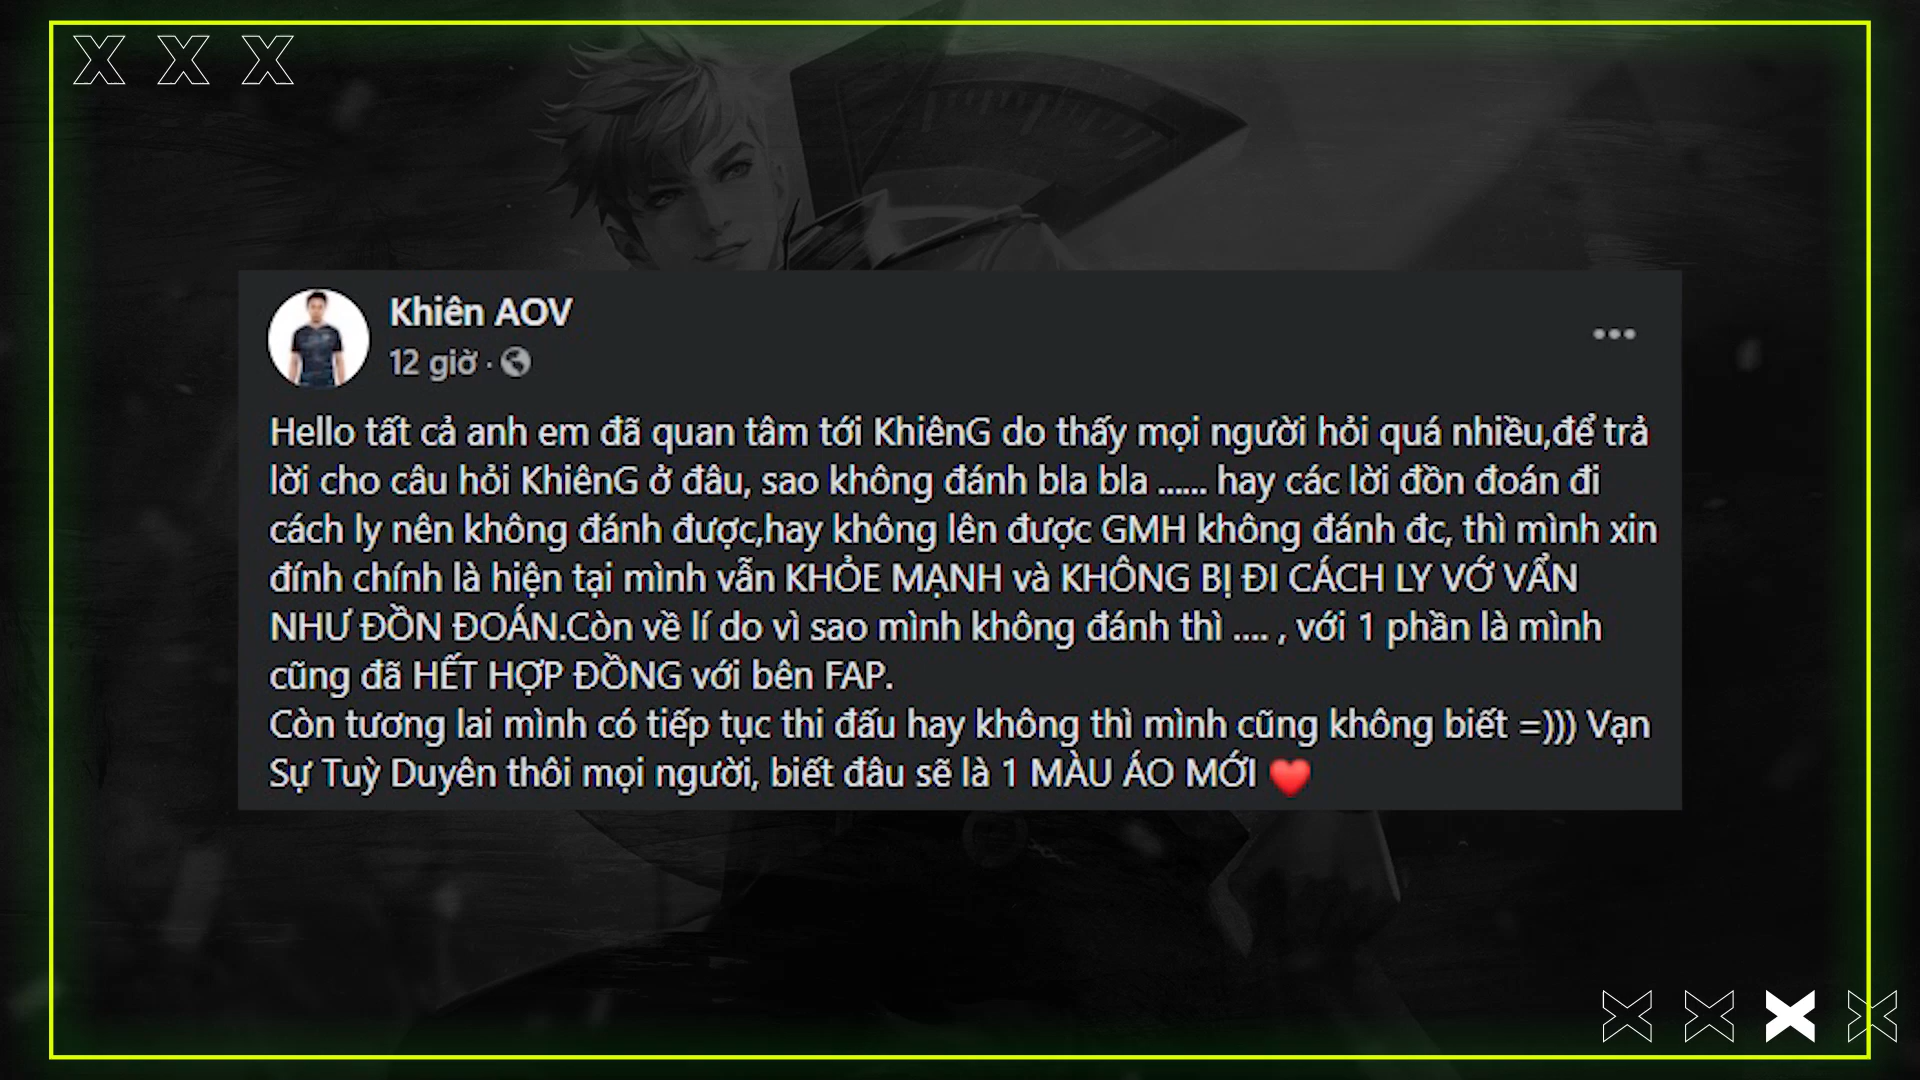 X X X
Khiên AOV
12 giờ ·
Hello tất cả anh em đã quan tâm tới KhiênG do thấy mọi người hỏi quá nhiều,để trả
lời cho câu hỏi KhiênG ở đâu, sao không đánh bla bla ...... hay các lời đồn đoán đi
cách ly nên không đánh được,hay không lên được GMH không đánh đc, thì mình xin
đính chính là hiện tại mình vẫn KHỎE MẠNH và KHÔNG BỊ ĐI CÁCH LY VỚ VẨN
NHƯ ĐỒN ĐOÁN.Còn về lí do vì sao mình không đánh thì .... , với 1 phần là mình
cũng đã HẾT HỢP ĐỒNG với bên FAP.
Còn tương lai mình có tiếp tục thi đấu hay không thì mình cũng không biết =))) Vạn
Sự Tuỳ Duyên thôi mọi người, biết đâu sẽ là 1 MÀU ÁO MỚI ❤️